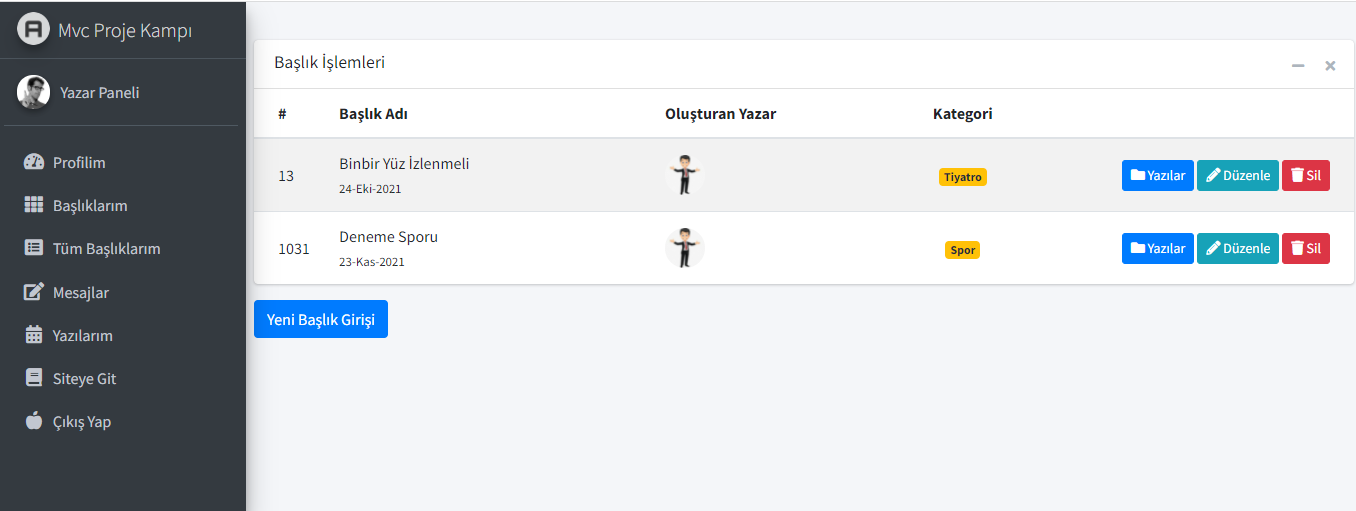 Mvc Proje Kampı
Yazar Paneli
Profilim
Başlıklarım
Tüm Başlıklarım
Mesajlar
Yazılarım
Siteye Git
Çıkış Yap
Başlık İşlemleri
# Başlık Adı Oluşturan Yazar Kategori
13 Binbir Yüz İzlenmeli Tiyatro Yazılar Düzenle Sil
24-Eki-2021
1031 Deneme Sporu Spor Yazılar Düzenle Sil
23-Kas-2021
Yeni Başlık Girişi